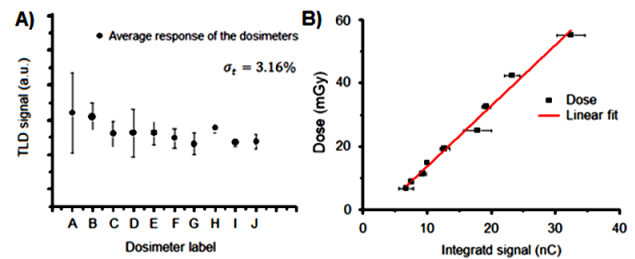 A)
Average response of the dosimeters
σt = 3.16%
TLD signal (a.u.)
A B C D E F G H I J
Dosimeter label
B)
60
40
20
0
Dose (mGy)
Dose
Linear fit
0 10 20 30 40
Integratd signal (nC)